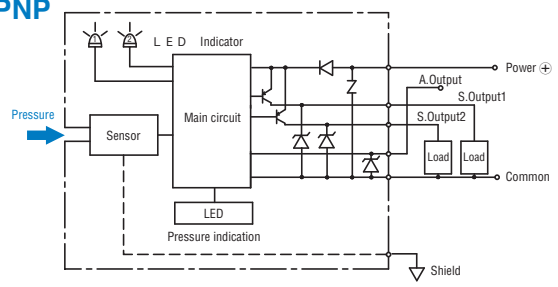 PNP
1
2
L E D Indicator
Power ⊕
A.Output
S.Output1
Pressure
Main circuit
S.Output2
Sensor
Load
Load
Common
LED
Pressure indication
Shield